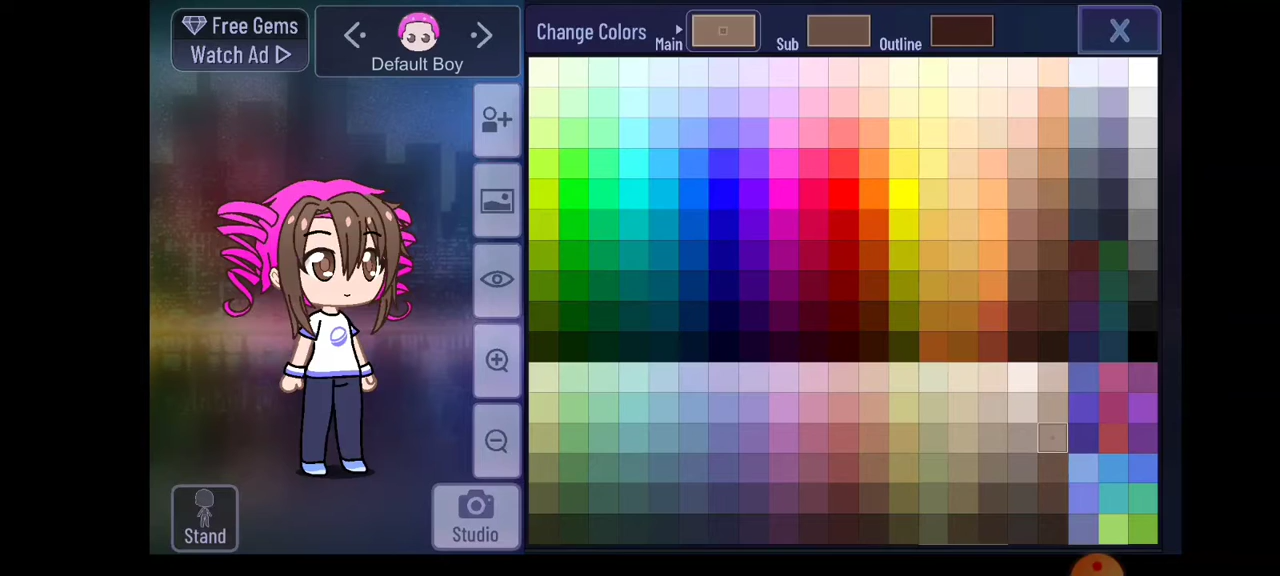 Free Gems
Watch Ad
Default Boy
Change Colors
Main
Sub
Outline
X
Stand
Studio